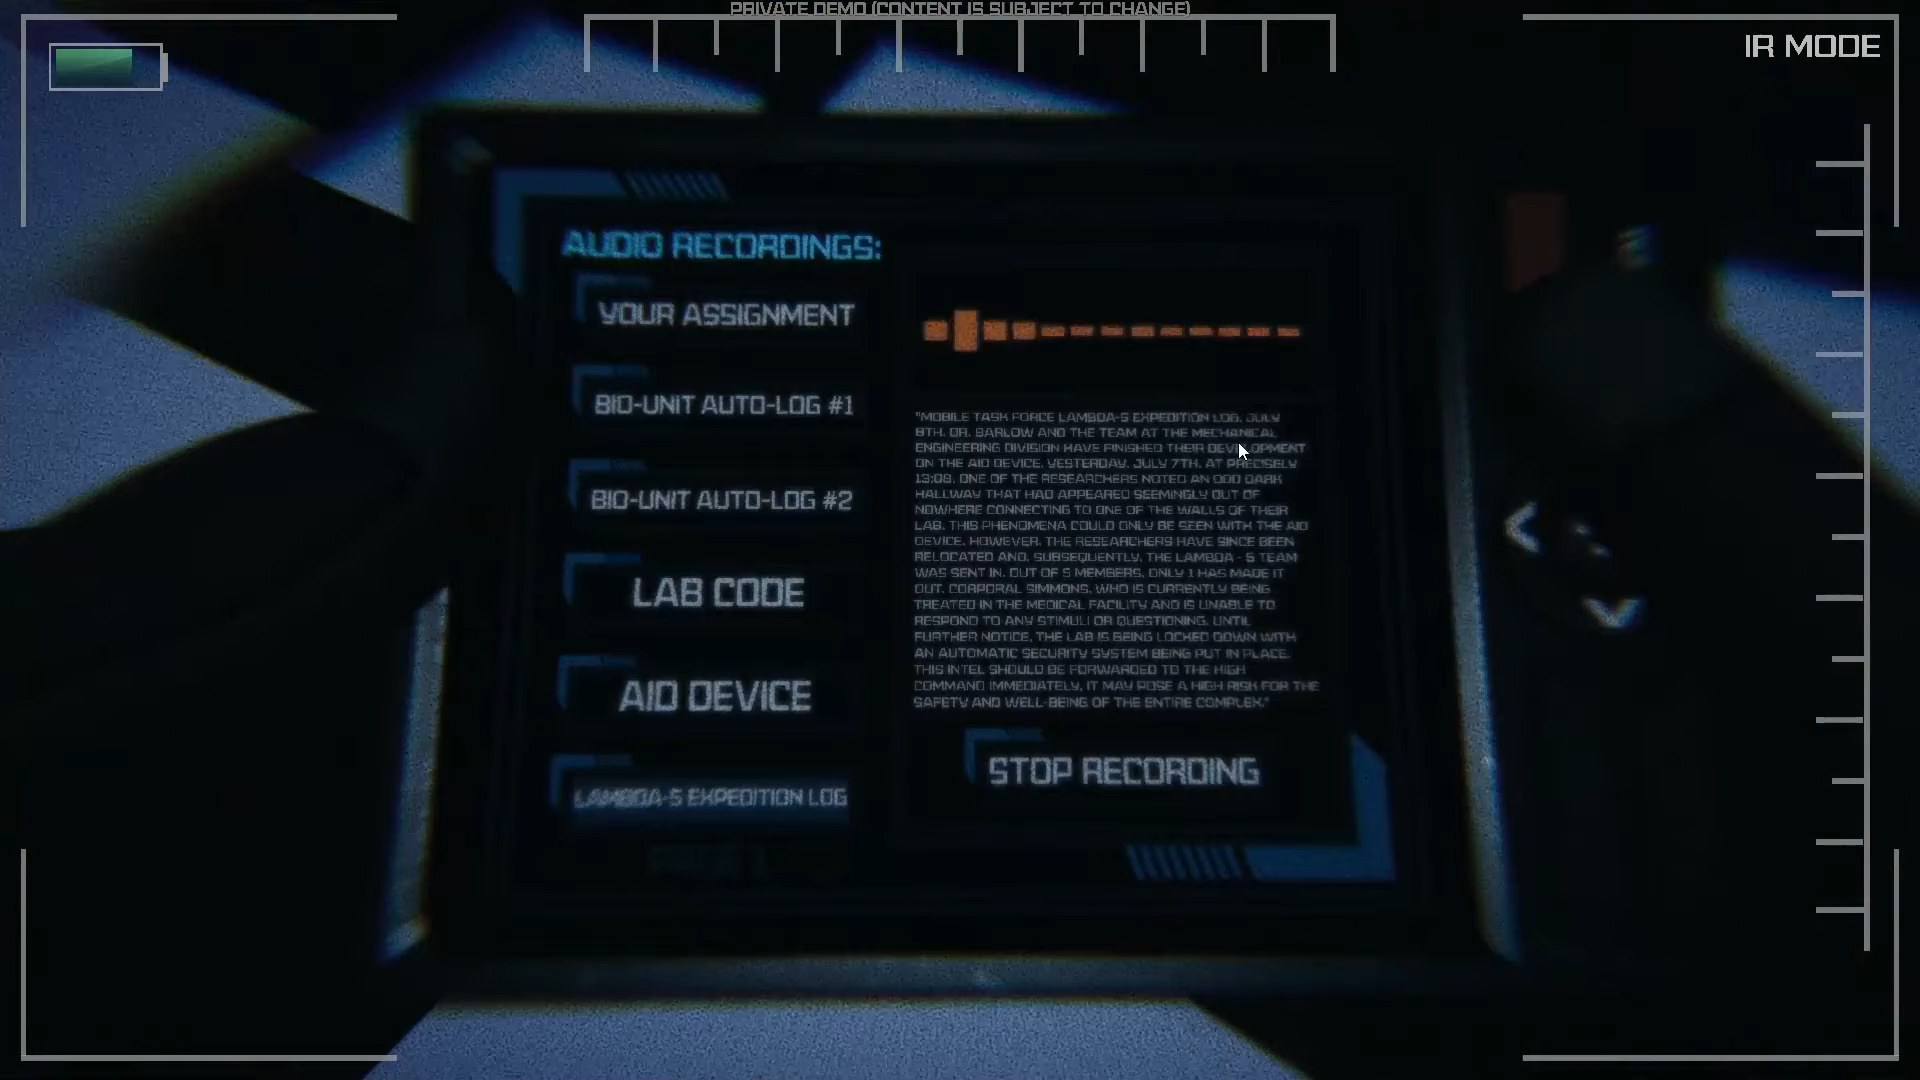 PRIVATE DEMO (CONTENT IS SUBJECT TO CHANGE)
IR MODE
AUDIO RECORDINGS:
YOUR ASSIGNMENT
BIO-UNIT AUTO-LOG #1
BIO-UNIT AUTO-LOG #2
LAB CODE
AID DEVICE
LAMBDA-5 EXPEDITION LOG
"MOBILE TASK FORCE LAMBDA-5 EXPEDITION LOG. JULY
8TH. DR. BARLOW AND THE TEAM AT THE MECHANICAL
ENGINEERING DIVISION HAVE FINISHED THEIR DEVELOPMENT
ON THE AID DEVICE. YESTERDAY, JULY 7TH, AT PRECISELY
13:08, ONE OF THE RESEARCHERS NOTED AN ODD DARK
HALLWAY THAT HAD APPEARED SEEMINGLY OUT OF
NOWHERE CONNECTING TO ONE OF THE WALLS OF THEIR
LAB. THIS PHENOMENA COULD ONLY BE SEEN WITH THE AID
DEVICE. HOWEVER, THE RESEARCHERS HAVE SINCE BEEN
RELOCATED AND, SUBSEQUENTLY, THE LAMBDA - 5 TEAM
WAS SENT IN. OUT OF 5 MEMBERS, ONLY 1 HAS MADE IT
OUT. CORPORAL SIMMONS, WHO IS CURRENTLY BEING
TREATED IN THE MEDICAL FACILITY AND IS UNABLE TO
RESPOND TO ANY STIMULI OR QUESTIONING. UNTIL
FURTHER NOTICE, THE LAB IS BEING LOCKED DOWN WITH
AN AUTOMATIC SECURITY SYSTEM BEING PUT IN PLACE.
THIS INTEL SHOULD BE FORWARDED TO THE HIGH
COMMAND IMMEDIATELY, IT MAY POSE A HIGH RISK FOR THE
SAFETY AND WELL-BEING OF THE ENTIRE COMPLEX."
STOP RECORDING